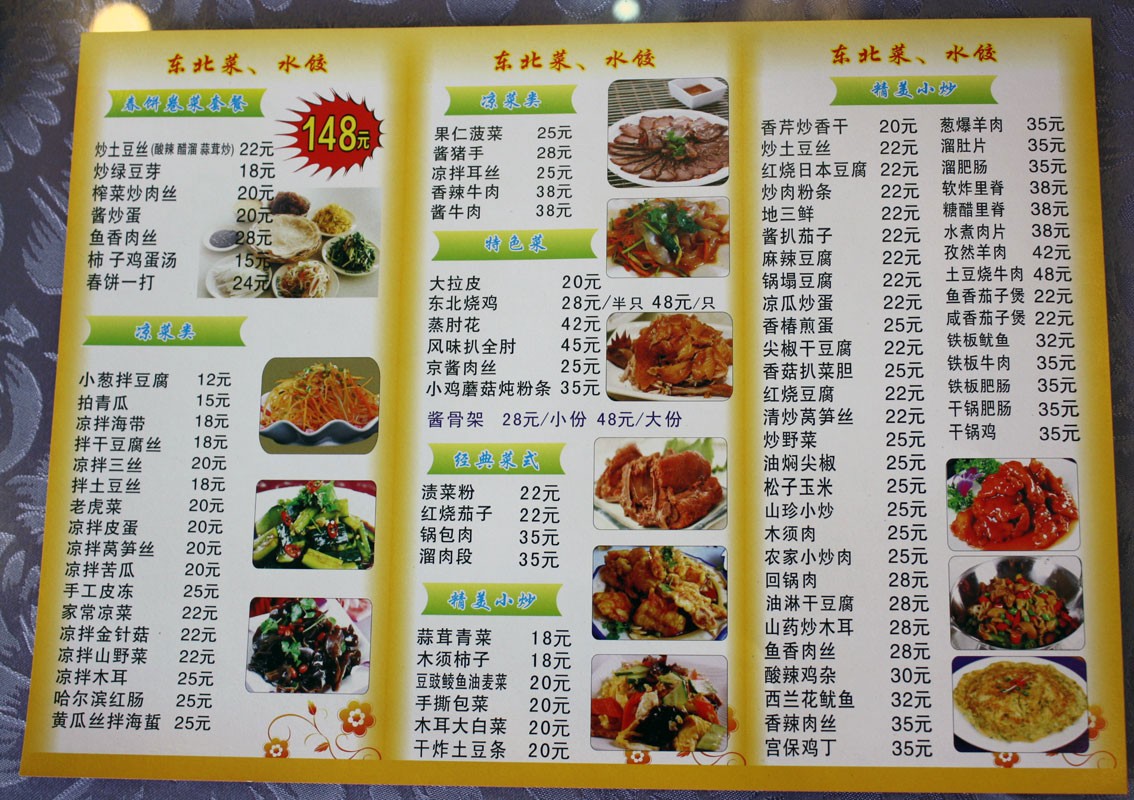 东北菜、水饺
春饼卷菜套餐
148元
炒土豆丝(酸辣 醋溜 蒜茸炒) 22元
炒绿豆芽 18元
榨菜炒肉丝 20元
酱炒蛋 20元
鱼香肉丝 28元
柿子鸡蛋汤 15元
春饼一打 24元
凉菜类
小葱拌豆腐 12元
拍青瓜 15元
凉拌海带 18元
拌干豆腐丝 18元
凉拌三丝 20元
拌土豆丝 18元
老虎菜 20元
凉拌皮蛋 20元
凉拌莴笋丝 20元
凉拌苦瓜 20元
手工皮冻 25元
家常凉菜 22元
凉拌金针菇 22元
凉拌山野菜 22元
凉拌木耳 25元
哈尔滨红肠 25元
黄瓜丝拌海蜇 25元
东北菜、水饺
凉菜类
果仁菠菜 25元
酱猪手 28元
凉拌耳丝 25元
香辣牛肉 38元
酱牛肉 38元
特色菜
大拉皮 20元
东北烧鸡 28元/半只 48元/只
蒸肘花 42元
风味扒全肘 45元
京酱肉丝 25元
小鸡蘑菇炖粉条 35元
酱骨架 28元/小份 48元/大份
经典菜式
渍菜粉 22元
红烧茄子 22元
锅包肉 35元
溜肉段 35元
精美小炒
蒜茸青菜 18元
木须柿子 18元
豆豉鲮鱼油麦菜 20元
手撕包菜 20元
木耳大白菜 20元
干炸土豆条 20元
东北菜、水饺
精美小炒
香芹炒香干 20元
炒土豆丝 22元
红烧日本豆腐 22元
炒肉粉条 22元
地三鲜 22元
酱扒茄子 22元
麻辣豆腐 22元
锅塌豆腐 22元
凉瓜炒蛋 22元
香椿煎蛋 25元
尖椒干豆腐 22元
香菇扒菜胆 25元
红烧豆腐 22元
清炒莴笋丝 22元
炒野菜 25元
油焖尖椒 25元
松子玉米 25元
山珍小炒 25元
木须肉 25元
农家小炒肉 25元
回锅肉 28元
油淋干豆腐 28元
山药炒木耳 28元
鱼香肉丝 28元
酸辣鸡杂 30元
西兰花鱿鱼 32元
香辣肉丝 35元
宫保鸡丁 35元
葱爆羊肉 35元
溜肚片 35元
溜肥肠 35元
软炸里脊 38元
糖醋里脊 38元
水煮肉片 38元
孜然羊肉 42元
土豆烧牛肉 48元
鱼香茄子煲 22元
咸香茄子煲 22元
铁板鱿鱼 32元
铁板牛肉 35元
铁板肥肠 35元
干锅肥肠 35元
干锅鸡 35元